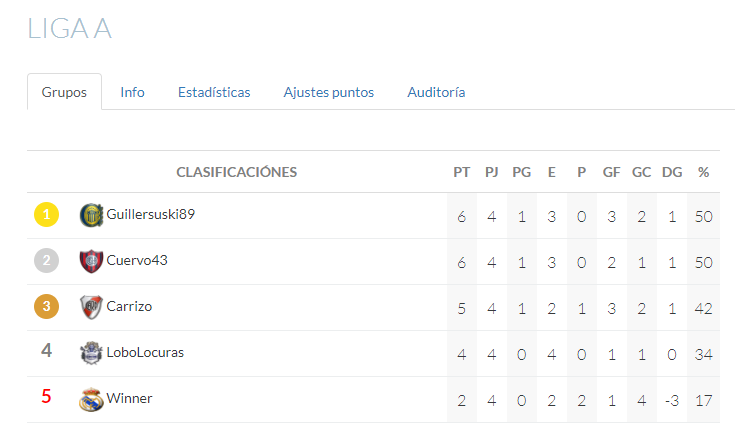 LIGA A
Grupos Info Estadísticas Ajustes puntos Auditoría
CLASIFICACIÓNES PT PJ PG E P GF GC DG %
1 Guillersuski89 6 4 1 3 0 3 2 1 50
2 Cuervo43 6 4 1 3 0 2 1 1 50
3 Carrizo 5 4 1 2 1 3 2 1 42
4 LoboLocuras 4 4 0 4 0 1 1 0 34
5 Winner 2 4 0 2 2 1 4 -3 17